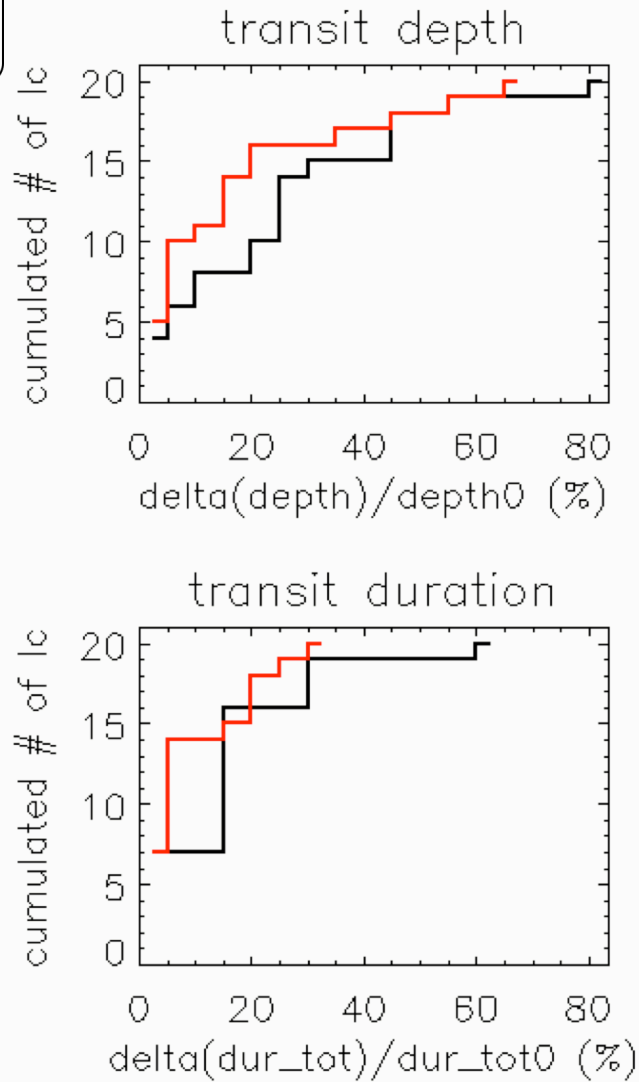 transit depth
cumulated # of lc
20
15
10
5
0
0 20 40 60 80
delta(depth)/depth0 (%)
transit duration
cumulated # of lc
20
15
10
5
0
0 20 40 60 80
delta(dur_tot)/dur_tot0 (%)